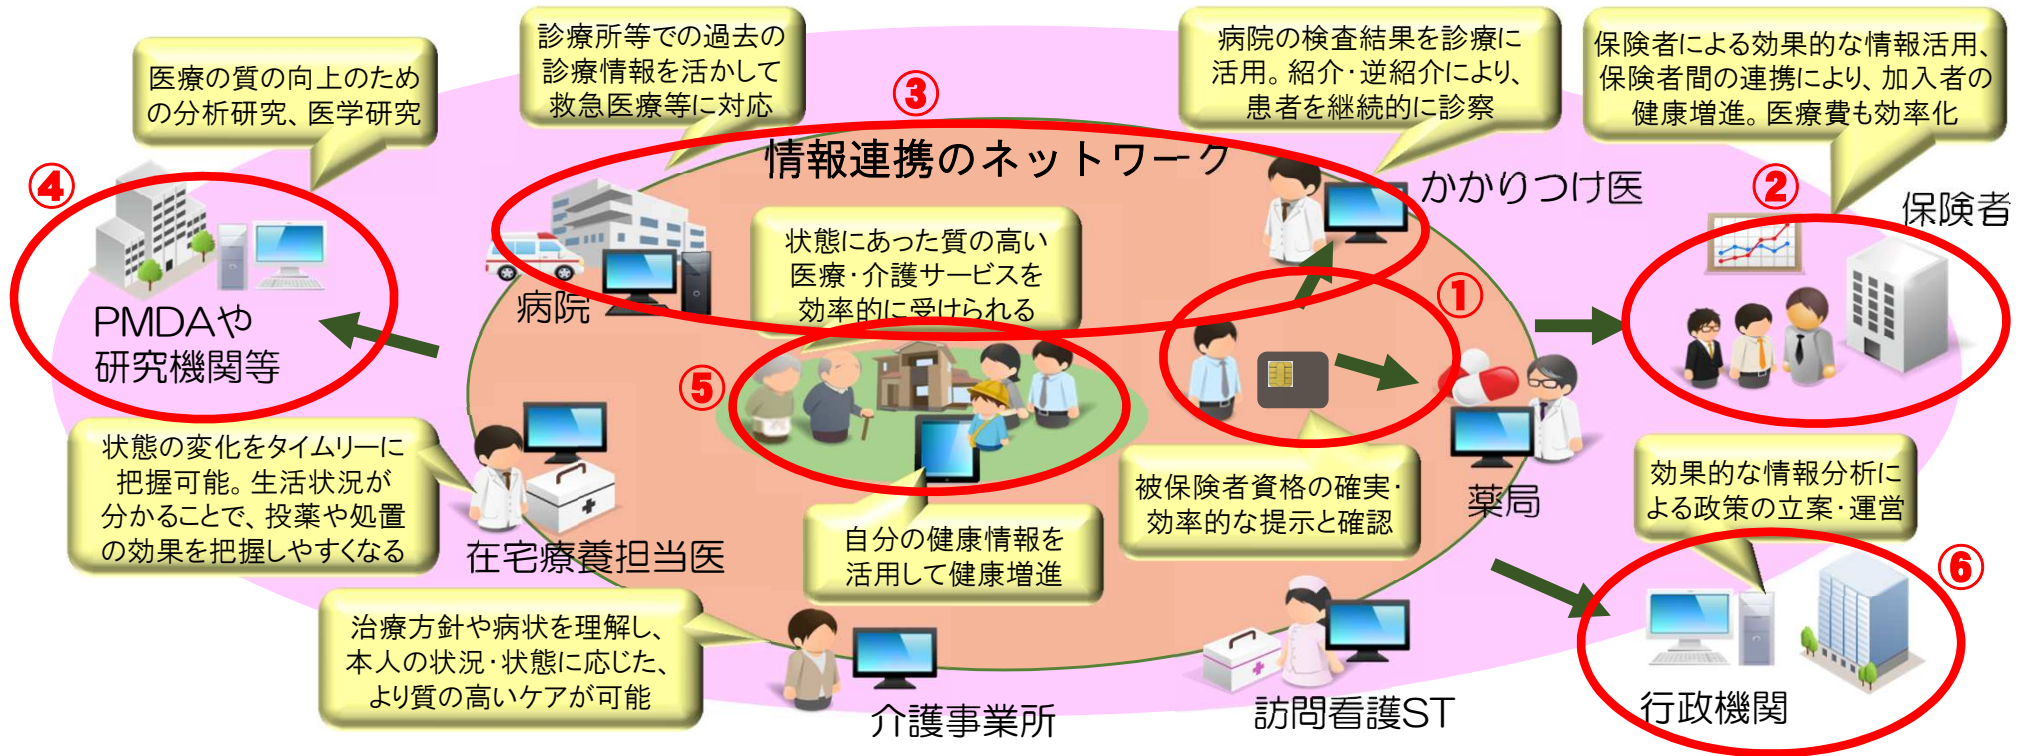 診療所等での過去の
診療情報を活かして
救急医療等に対応
病院の検査結果を診療に
活用。紹介・逆紹介により、
患者を継続的に診察
保険者による効果的な情報活用、
保険者間の連携により、加入者の
健康増進。医療費も効率化
医療の質の向上のため
の分析研究、医学研究
③
情報連携のネットワーク
かかりつけ医
②
保険者
④
状態にあった質の高い
医療・介護サービスを
効率的に受けられる
病院
①
PMDAや
研究機関等
⑤
状態の変化をタイムリーに
把握可能。生活状況が
分かることで、投薬や処置
の効果を把握しやすくなる
在宅療養担当医
自分の健康情報を
活用して健康増進
被保険者資格の確実・
効率的な提示と確認
薬局
効果的な情報分析に
よる政策の立案・運営
⑥
治療方針や病状を理解し、
本人の状況・状態に応じた、
より質の高いケアが可能
介護事業所
訪問看護ST
行政機関